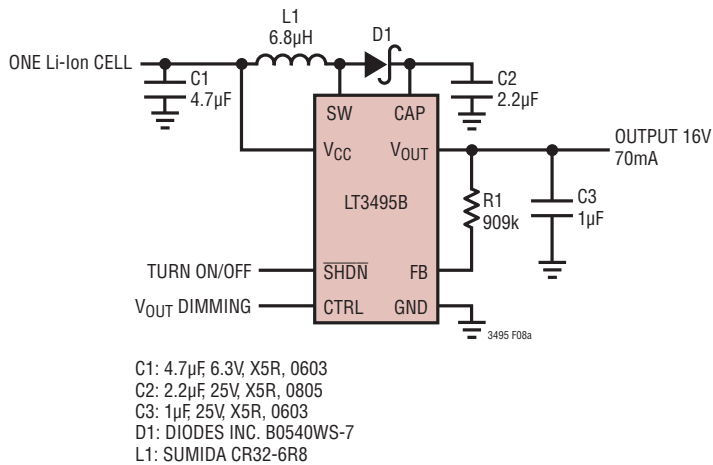 L1
6.8µH
D1
ONE Li-Ion CELL
C1
4.7µF
C2
2.2µF
SW
CAP
VCC
VOUT
OUTPUT 16V
70mA
LT3495B
R1
909k
C3
1µF
TURN ON/OFF
SHDN
FB
VOUT DIMMING
CTRL
GND
3495 F08a
C1: 4.7µF, 6.3V, X5R, 0603
C2: 2.2µF, 25V, X5R, 0805
C3: 1µF, 25V, X5R, 0603
D1: DIODES INC. B0540WS-7
L1: SUMIDA CR32-6R8